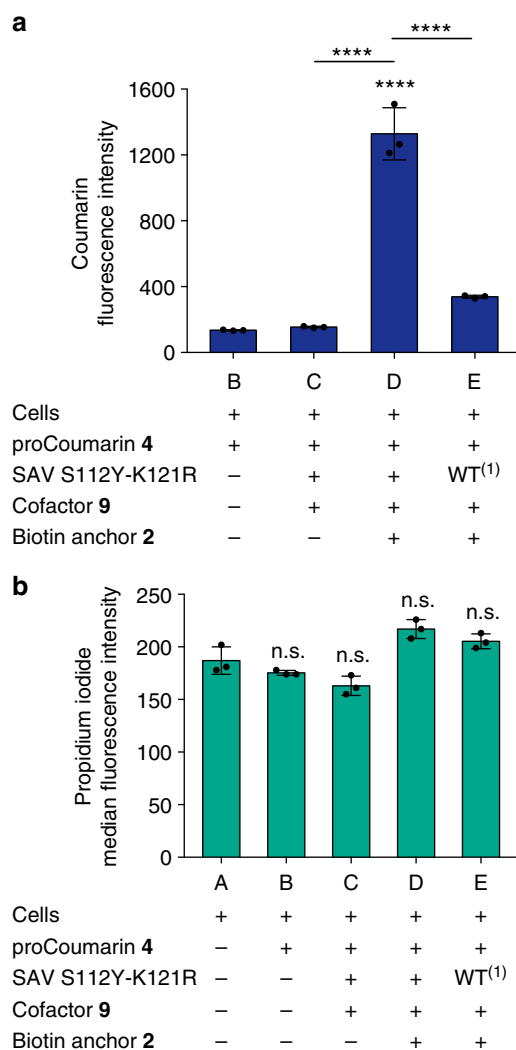 a
****
****
****
Coumarin
fluorescence intensity
1600
1200
800
400
0
B C D E
Cells + + + +
proCoumarin 4 + + + +
SAV S112Y-K121R – + + WT(1)
Cofactor 9 – + + +
Biotin anchor 2 – – + +
b
Propidium iodide
median fluorescence intensity
250
200
150
100
50
0
n.s. n.s. n.s. n.s.
A B C D E
Cells + + + + +
proCoumarin 4 – + + + +
SAV S112Y-K121R – – + + WT(1)
Cofactor 9 – – + + +
Biotin anchor 2 – – – + +